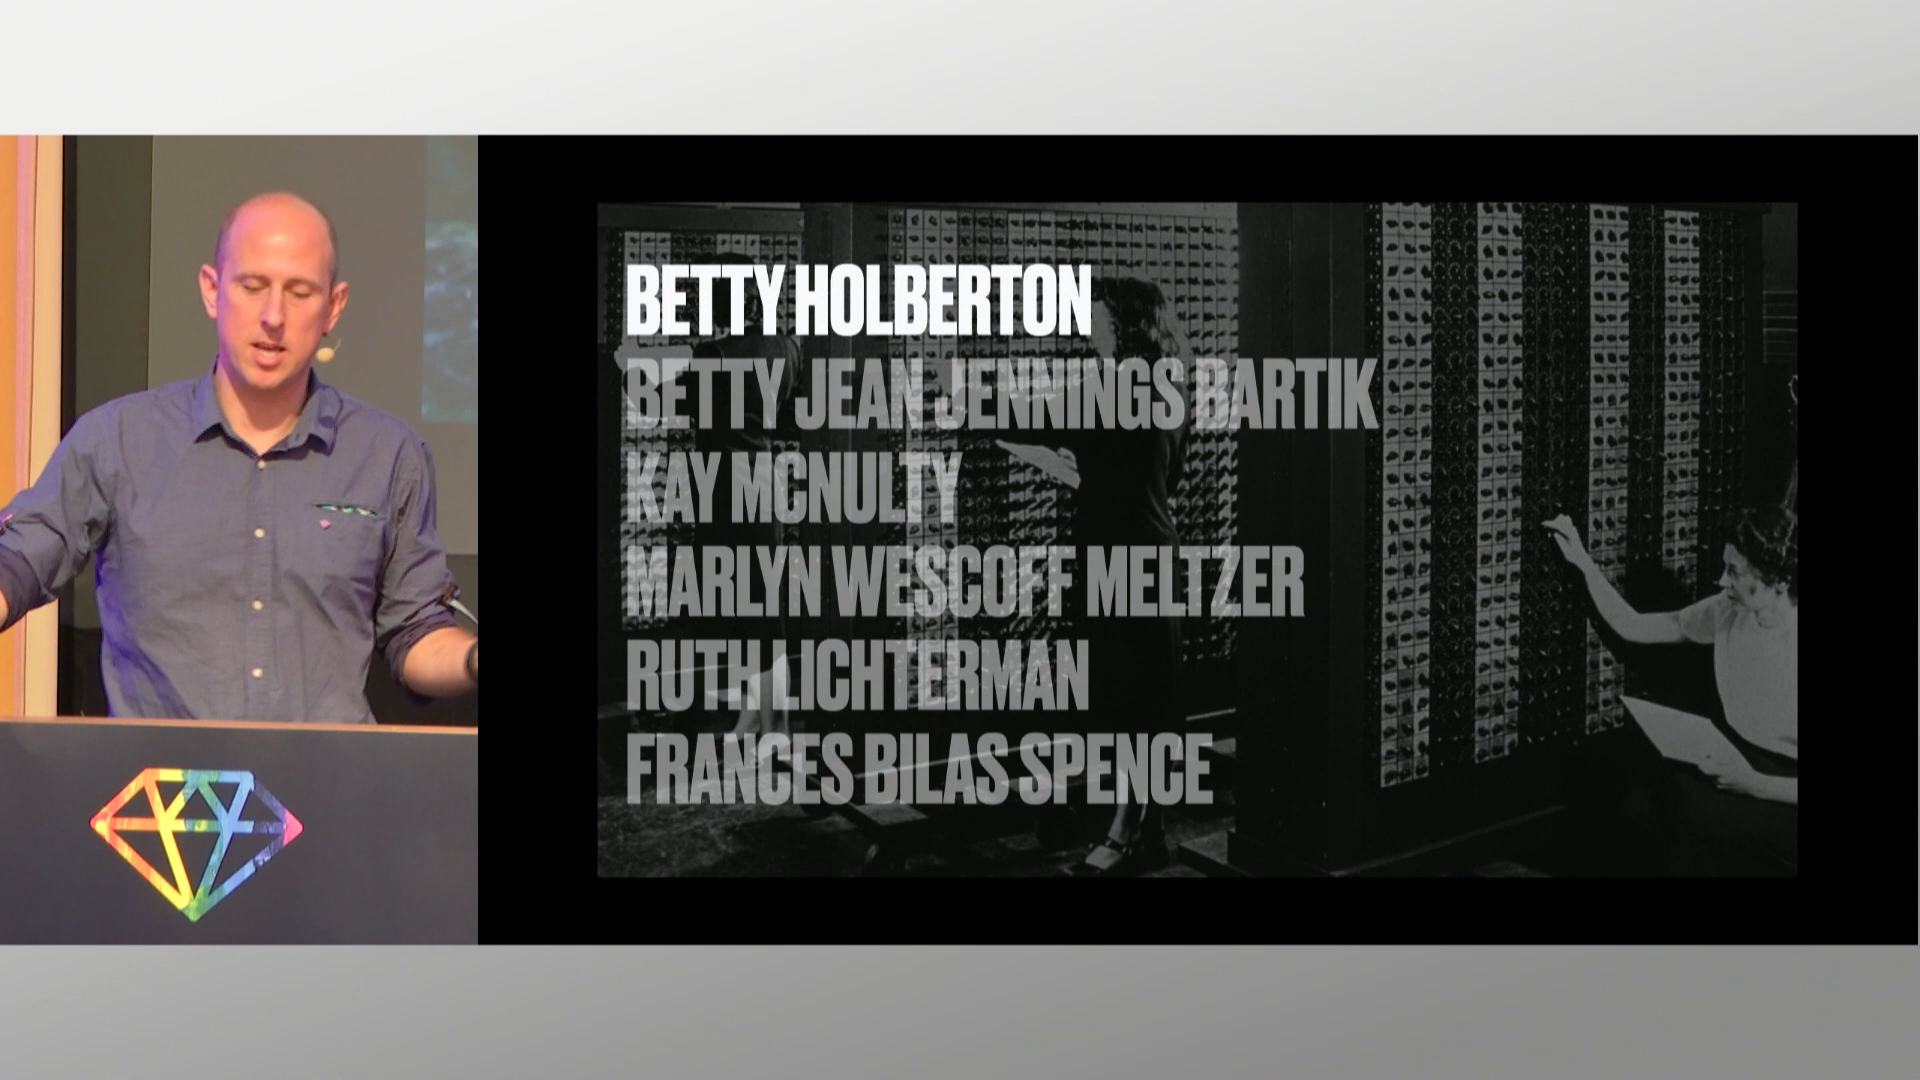 BETTY HOLBERTON
BETTY JEAN JENNINGS BARTIK
KAY MCNULTY
MARLYN WESCOFF MELTZER
RUTH LICHTERMAN
FRANCES BILAS SPENCE